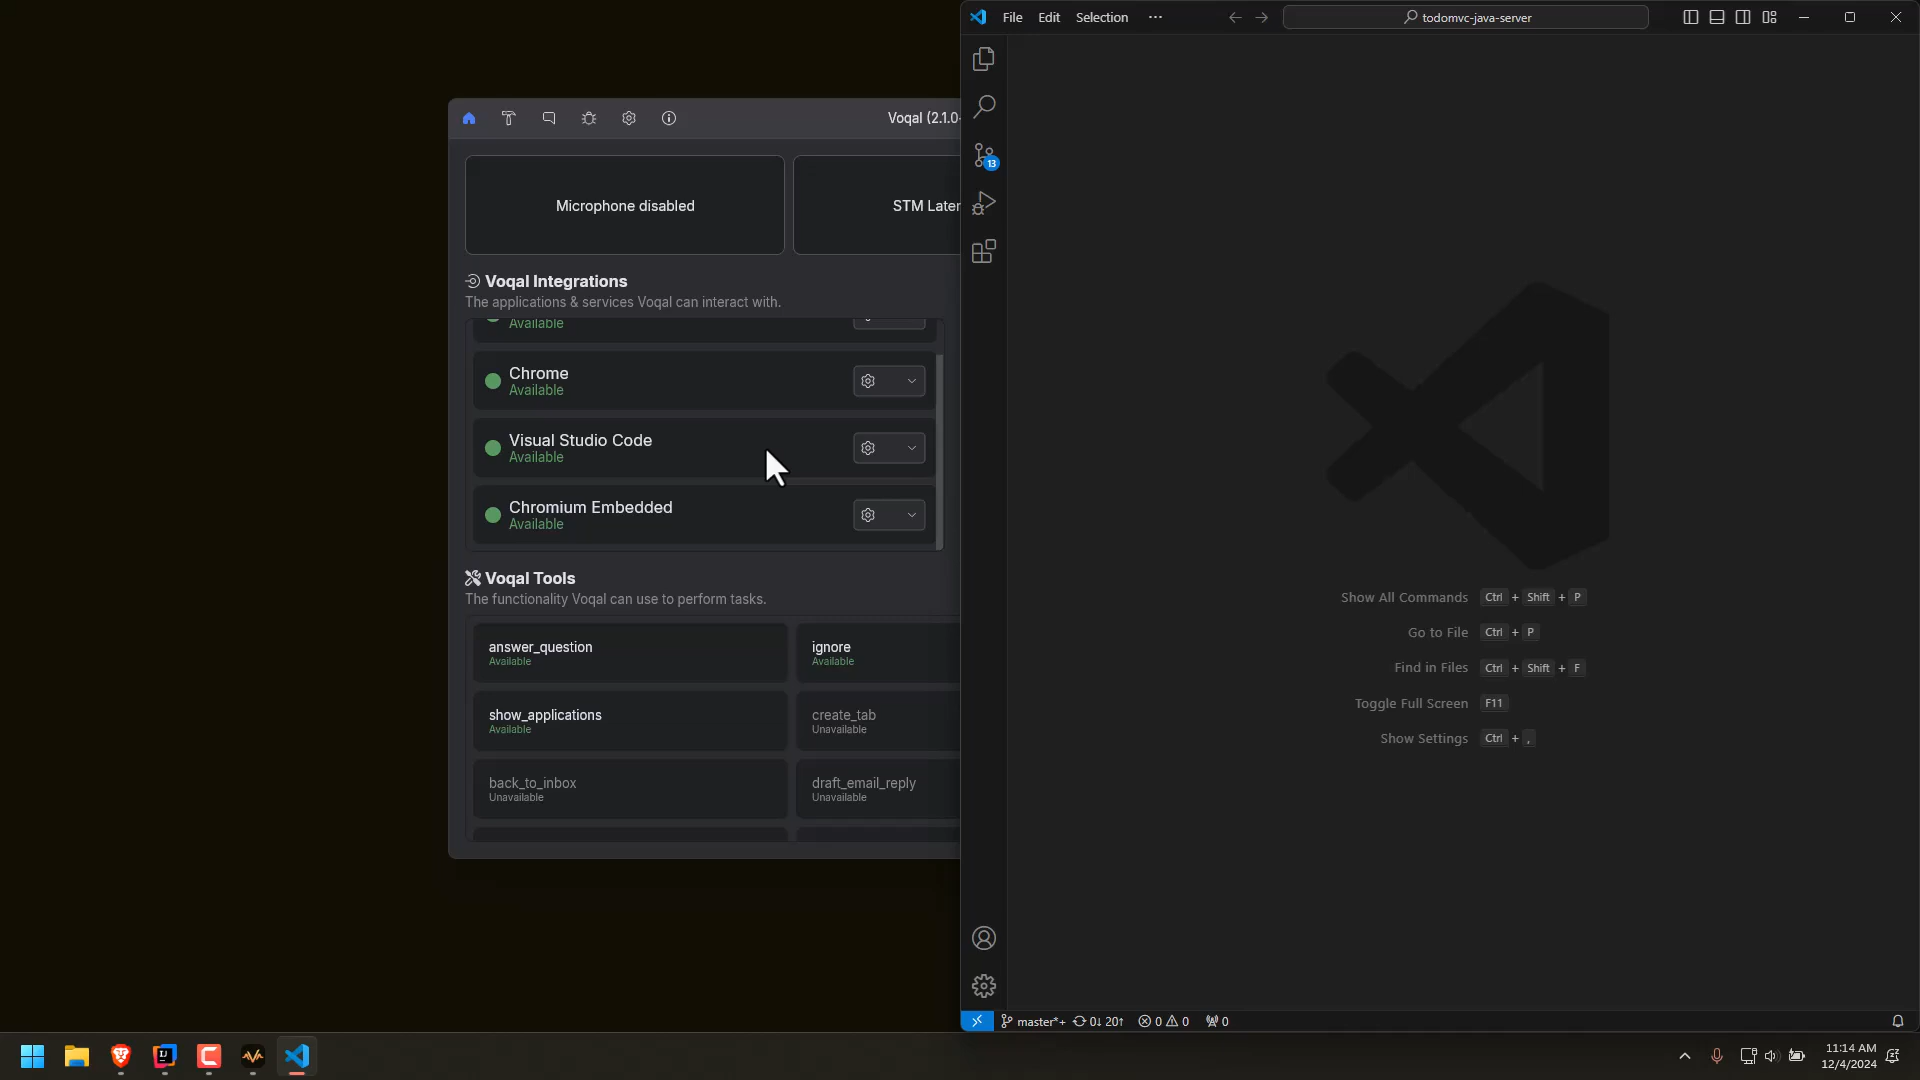 File Edit Selection ···
todomvc-java-server
Voqal (2.1.0-
Microphone disabled
STM Later
Voqal Integrations
The applications & services Voqal can interact with.
Available
Chrome
Available
Visual Studio Code
Available
Chromium Embedded
Available
Voqal Tools
The functionality Voqal can use to perform tasks.
answer_question
Available
ignore
Available
show_applications
Available
create_tab
Unavailable
back_to_inbox
Unavailable
draft_email_reply
Unavailable
13
Show All Commands Ctrl + Shift + P
Go to File Ctrl + P
Find in Files Ctrl + Shift + F
Toggle Full Screen F11
Show Settings Ctrl + ,
master*+ 0↓ 20↑ 0 0 0
IJ
11:14 AM
12/4/2024